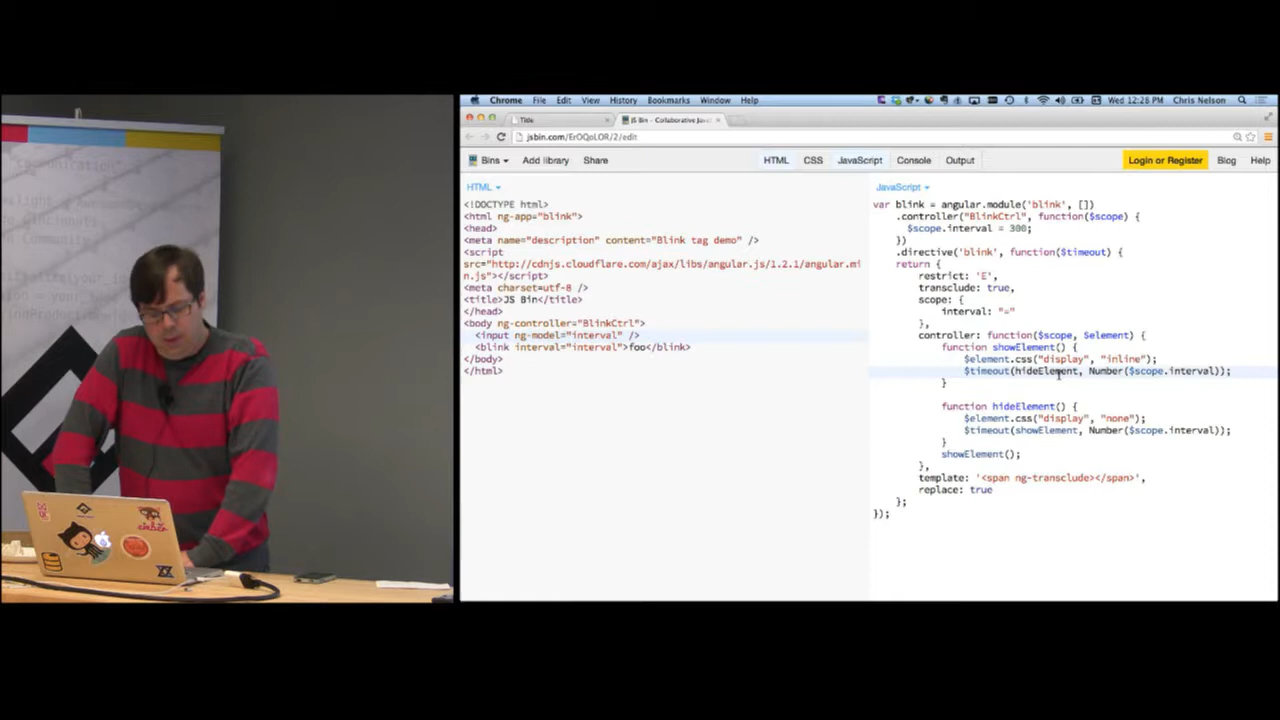 Chrome File Edit View History Bookmarks Window Help
Wed 12:28 PM Chris Nelson
Title
JS Bin - Collaborative Java
jsbin.com/ErOQoLOR/2/edit
Bins Add library Share
HTML CSS JavaScript Console Output
Login or Register Blog Help
HTML
<!DOCTYPE html>
<html ng-app="blink">
<head>
<meta name="description" content="Blink tag demo" />
<script
src="http://cdnjs.cloudflare.com/ajax/libs/angular.js/1.2.1/angular.mi
n.js"></script>
<meta charset=utf-8 />
<title>JS Bin</title>
</head>
<body ng-controller="BlinkCtrl">
<input ng-model="interval" />
<blink interval="interval">foo</blink>
</body>
</html>
JavaScript
var blink = angular.module('blink', [])
.controller("BlinkCtrl", function($scope) {
$scope.interval = 300;
})
.directive('blink', function($timeout) {
return {
restrict: 'E',
transclude: true,
scope: {
interval: "="
},
controller: function($scope, $element) {
function showElement() {
$element.css("display", "inline");
$timeout(hideElement, Number($scope.interval));
}
function hideElement() {
$element.css("display", "none");
$timeout(showElement, Number($scope.interval));
}
showElement();
},
template: '<span ng-transclude></span>',
replace: true
};
});